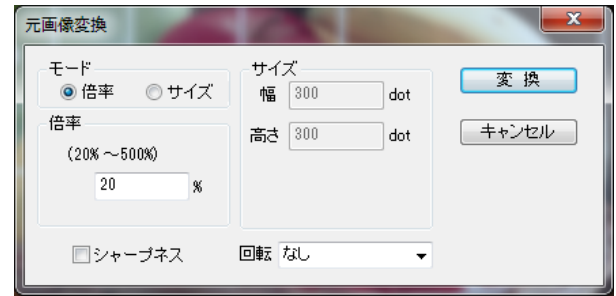 元画像変換
モード
倍率
サイズ
倍率
(20%～500%)
20
%
シャープネス
サイズ
幅
300
dot
高さ
300
dot
回転
なし
変 換
キャンセル